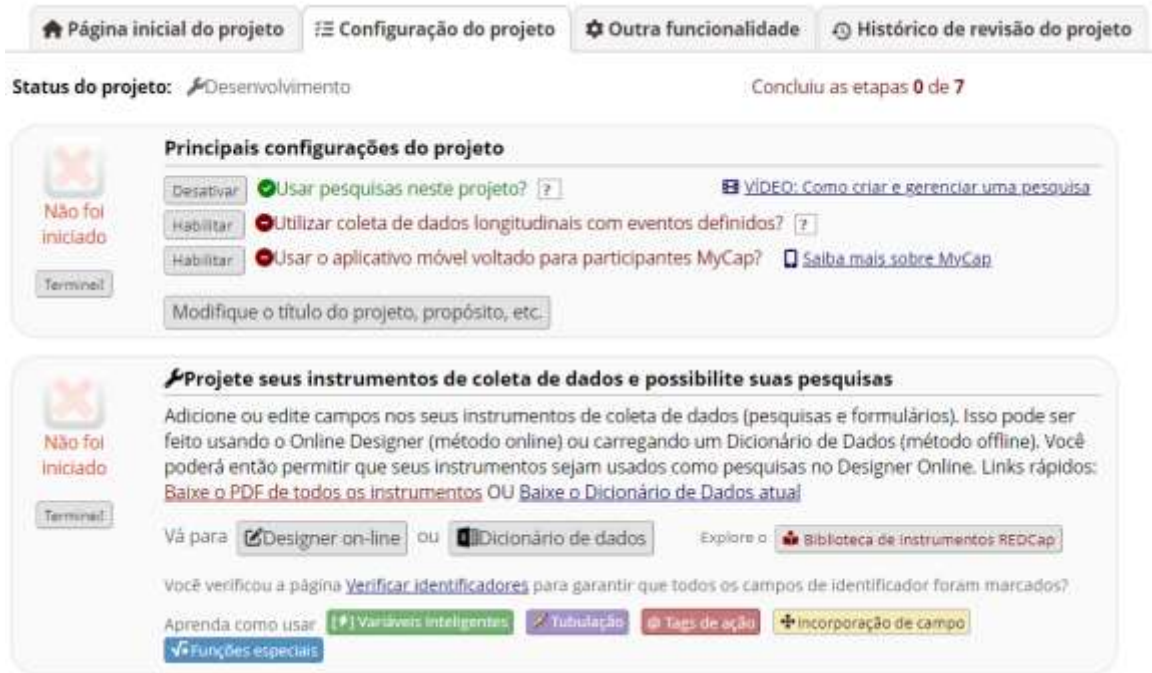 Página inicial do projeto Configuração do projeto Outra funcionalidade Histórico de revisão do projeto
Status do projeto: Desenvolvimento Concluiu as etapas 0 de 7
Principais configurações do projeto
Não foi iniciado
Terminei!
Desativar Usar pesquisas neste projeto? ? VÍDEO: Como criar e gerenciar uma pesquisa
Habilitar Utilizar coleta de dados longitudinais com eventos definidos? ?
Habilitar Usar o aplicativo móvel voltado para participantes MyCap? Saiba mais sobre MyCap
Modifique o título do projeto, propósito, etc.
Projete seus instrumentos de coleta de dados e possibilite suas pesquisas
Não foi iniciado
Terminei!
Adicione ou edite campos nos seus instrumentos de coleta de dados (pesquisas e formulários). Isso pode ser
feito usando o Online Designer (método online) ou carregando um Dicionário de Dados (método offline). Você
poderá então permitir que seus instrumentos sejam usados como pesquisas no Designer Online. Links rápidos:
Baixe o PDF de todos os instrumentos OU Baixe o Dicionário de Dados atual
Vá para Designer on-line ou Dicionário de dados Explore o Biblioteca de instrumentos REDCap
Você verificou a página Verificar identificadores para garantir que todos os campos de identificador foram marcados?
Aprenda como usar [⚡] Variáveis inteligentes Tubulação @ Tags de ação Incorporação de campo
Funções especiais